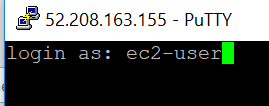 52.208.163.155 - PuTTY
login as: ec2-user